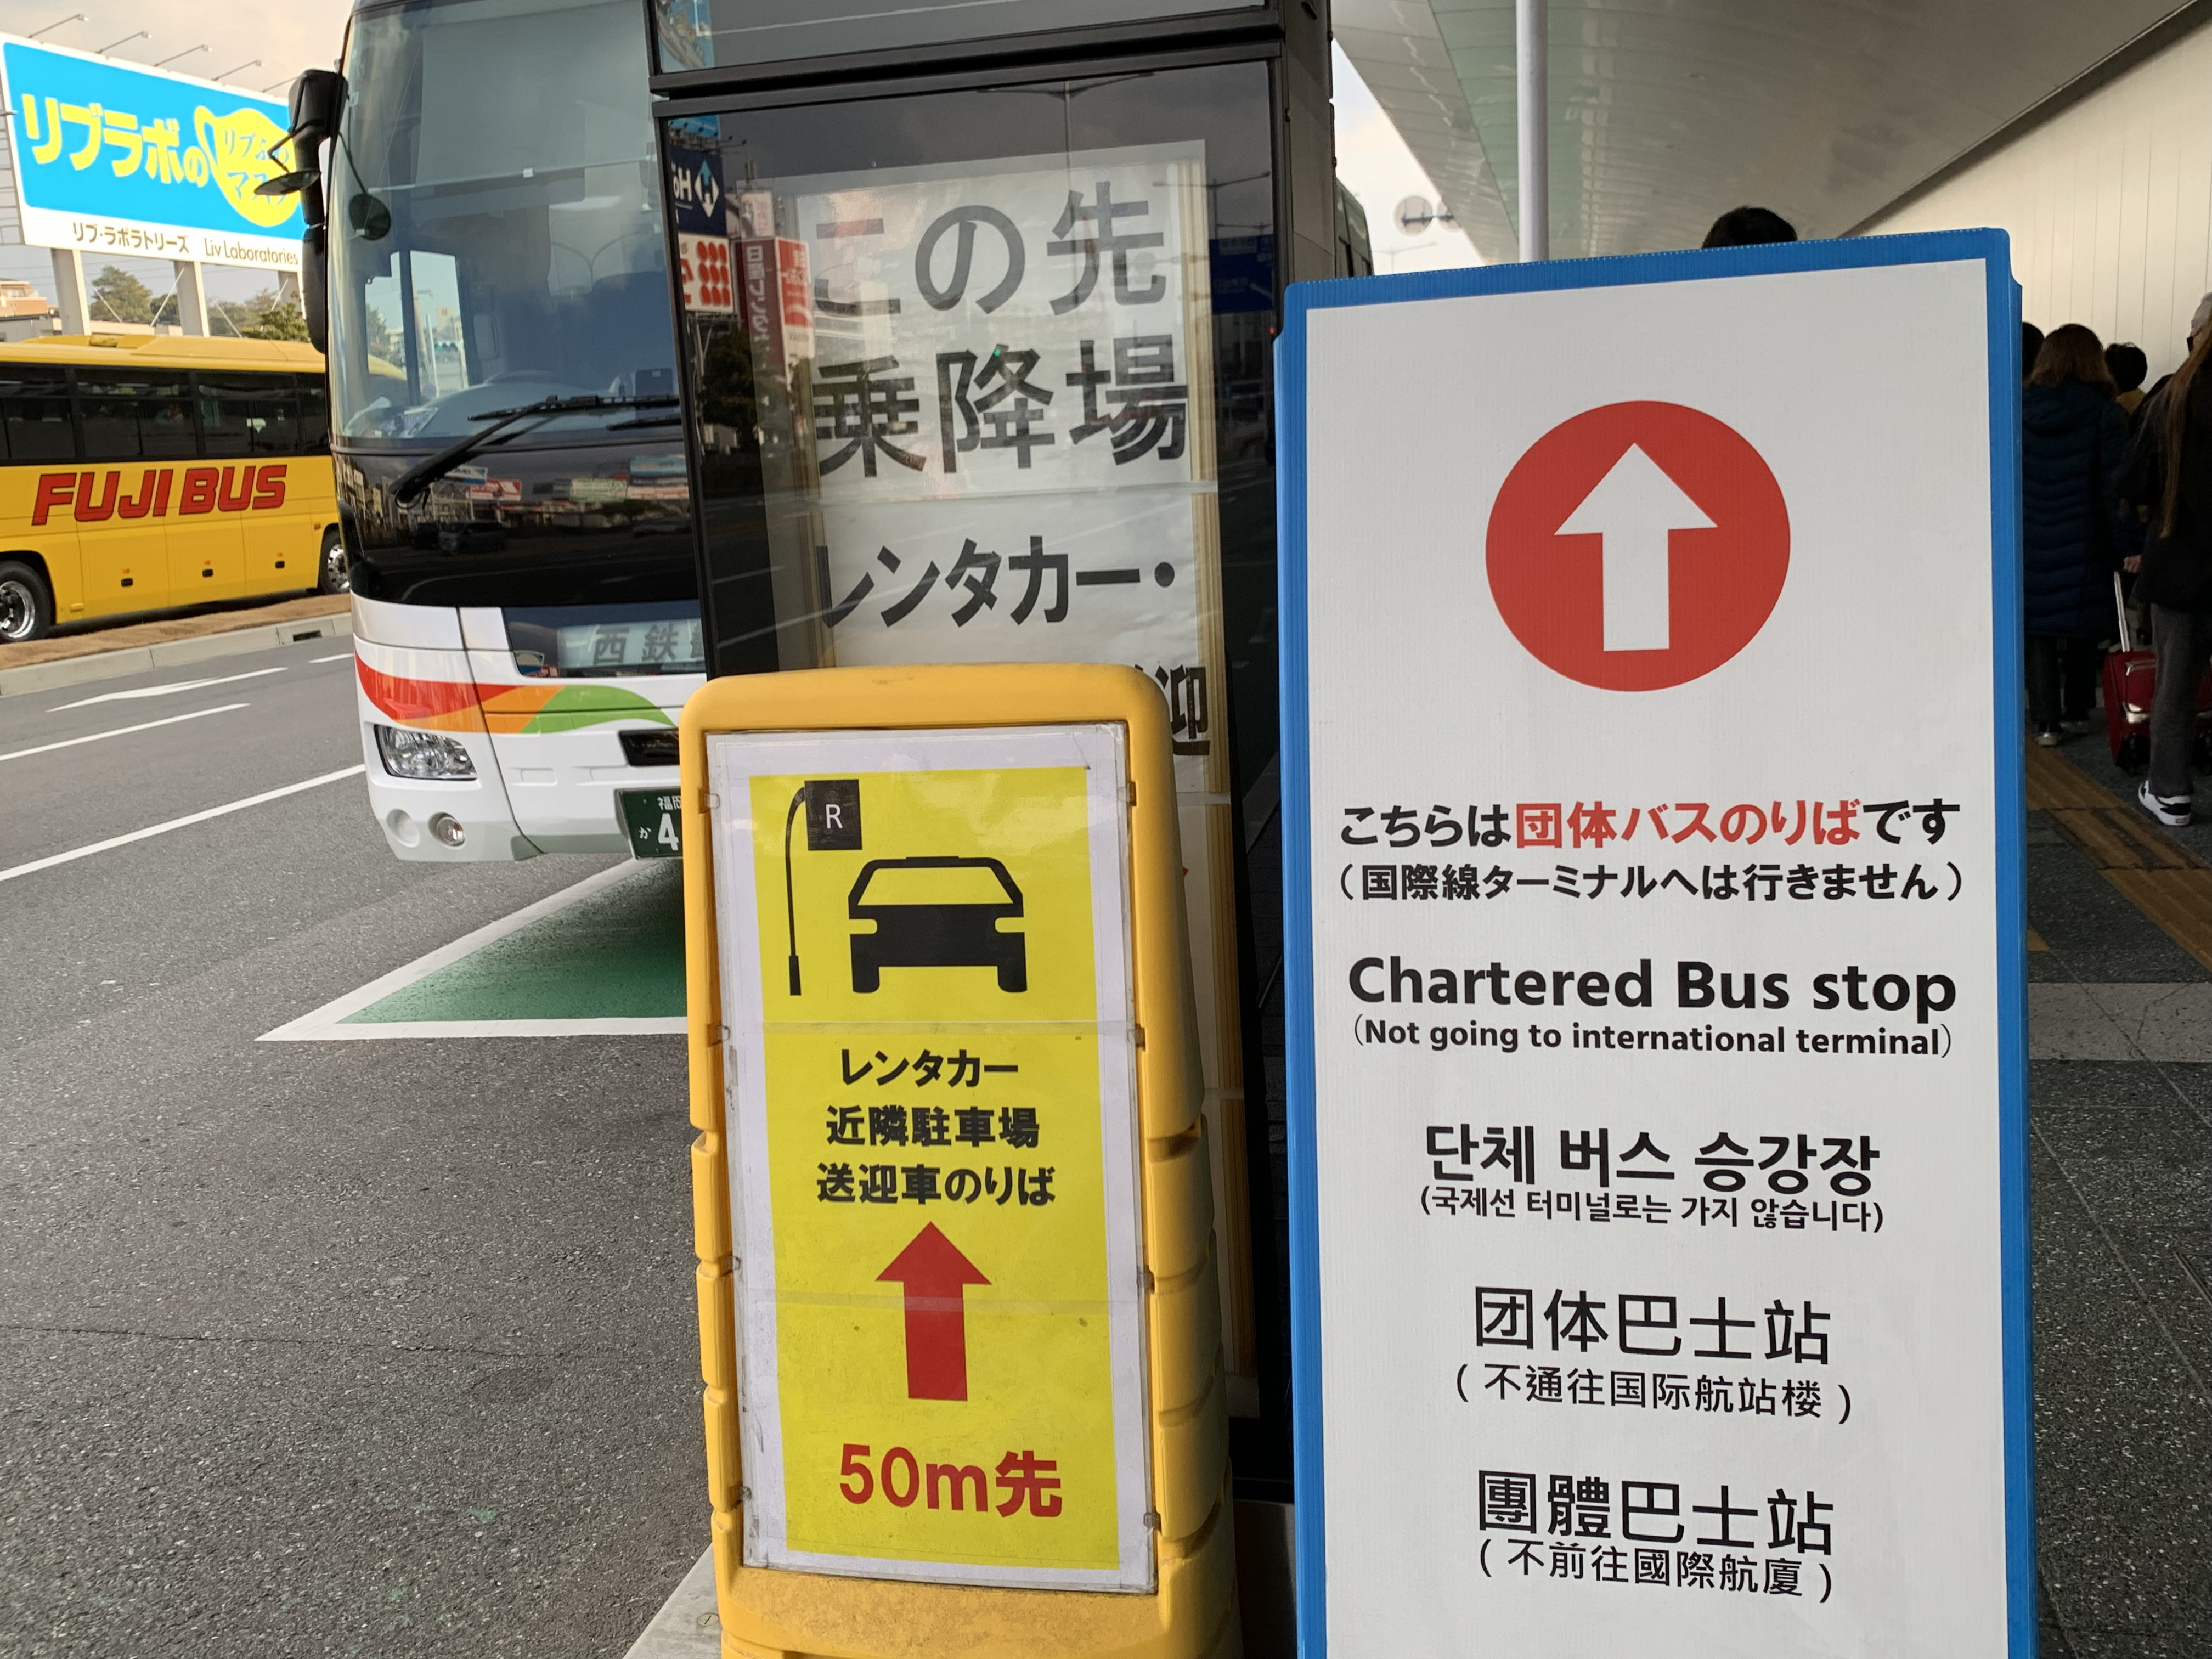 リブラボの
リブ・ラボラトリーズ Liv Laboratories
FUJI BUS
西鉄
福岡
か
4
この先
乗降場
レンタカー・
迎
R
レンタカー
近隣駐車場
送迎車のりば
50m先
こちらは団体バスのりばです
（国際線ターミナルへは行きません）
Chartered Bus stop
（Not going to international terminal）
단체 버스 승강장
(국제선 터미널로는 가지 않습니다)
团体巴士站
( 不通往国际航站楼 )
團體巴士站
( 不前往國際航廈 )